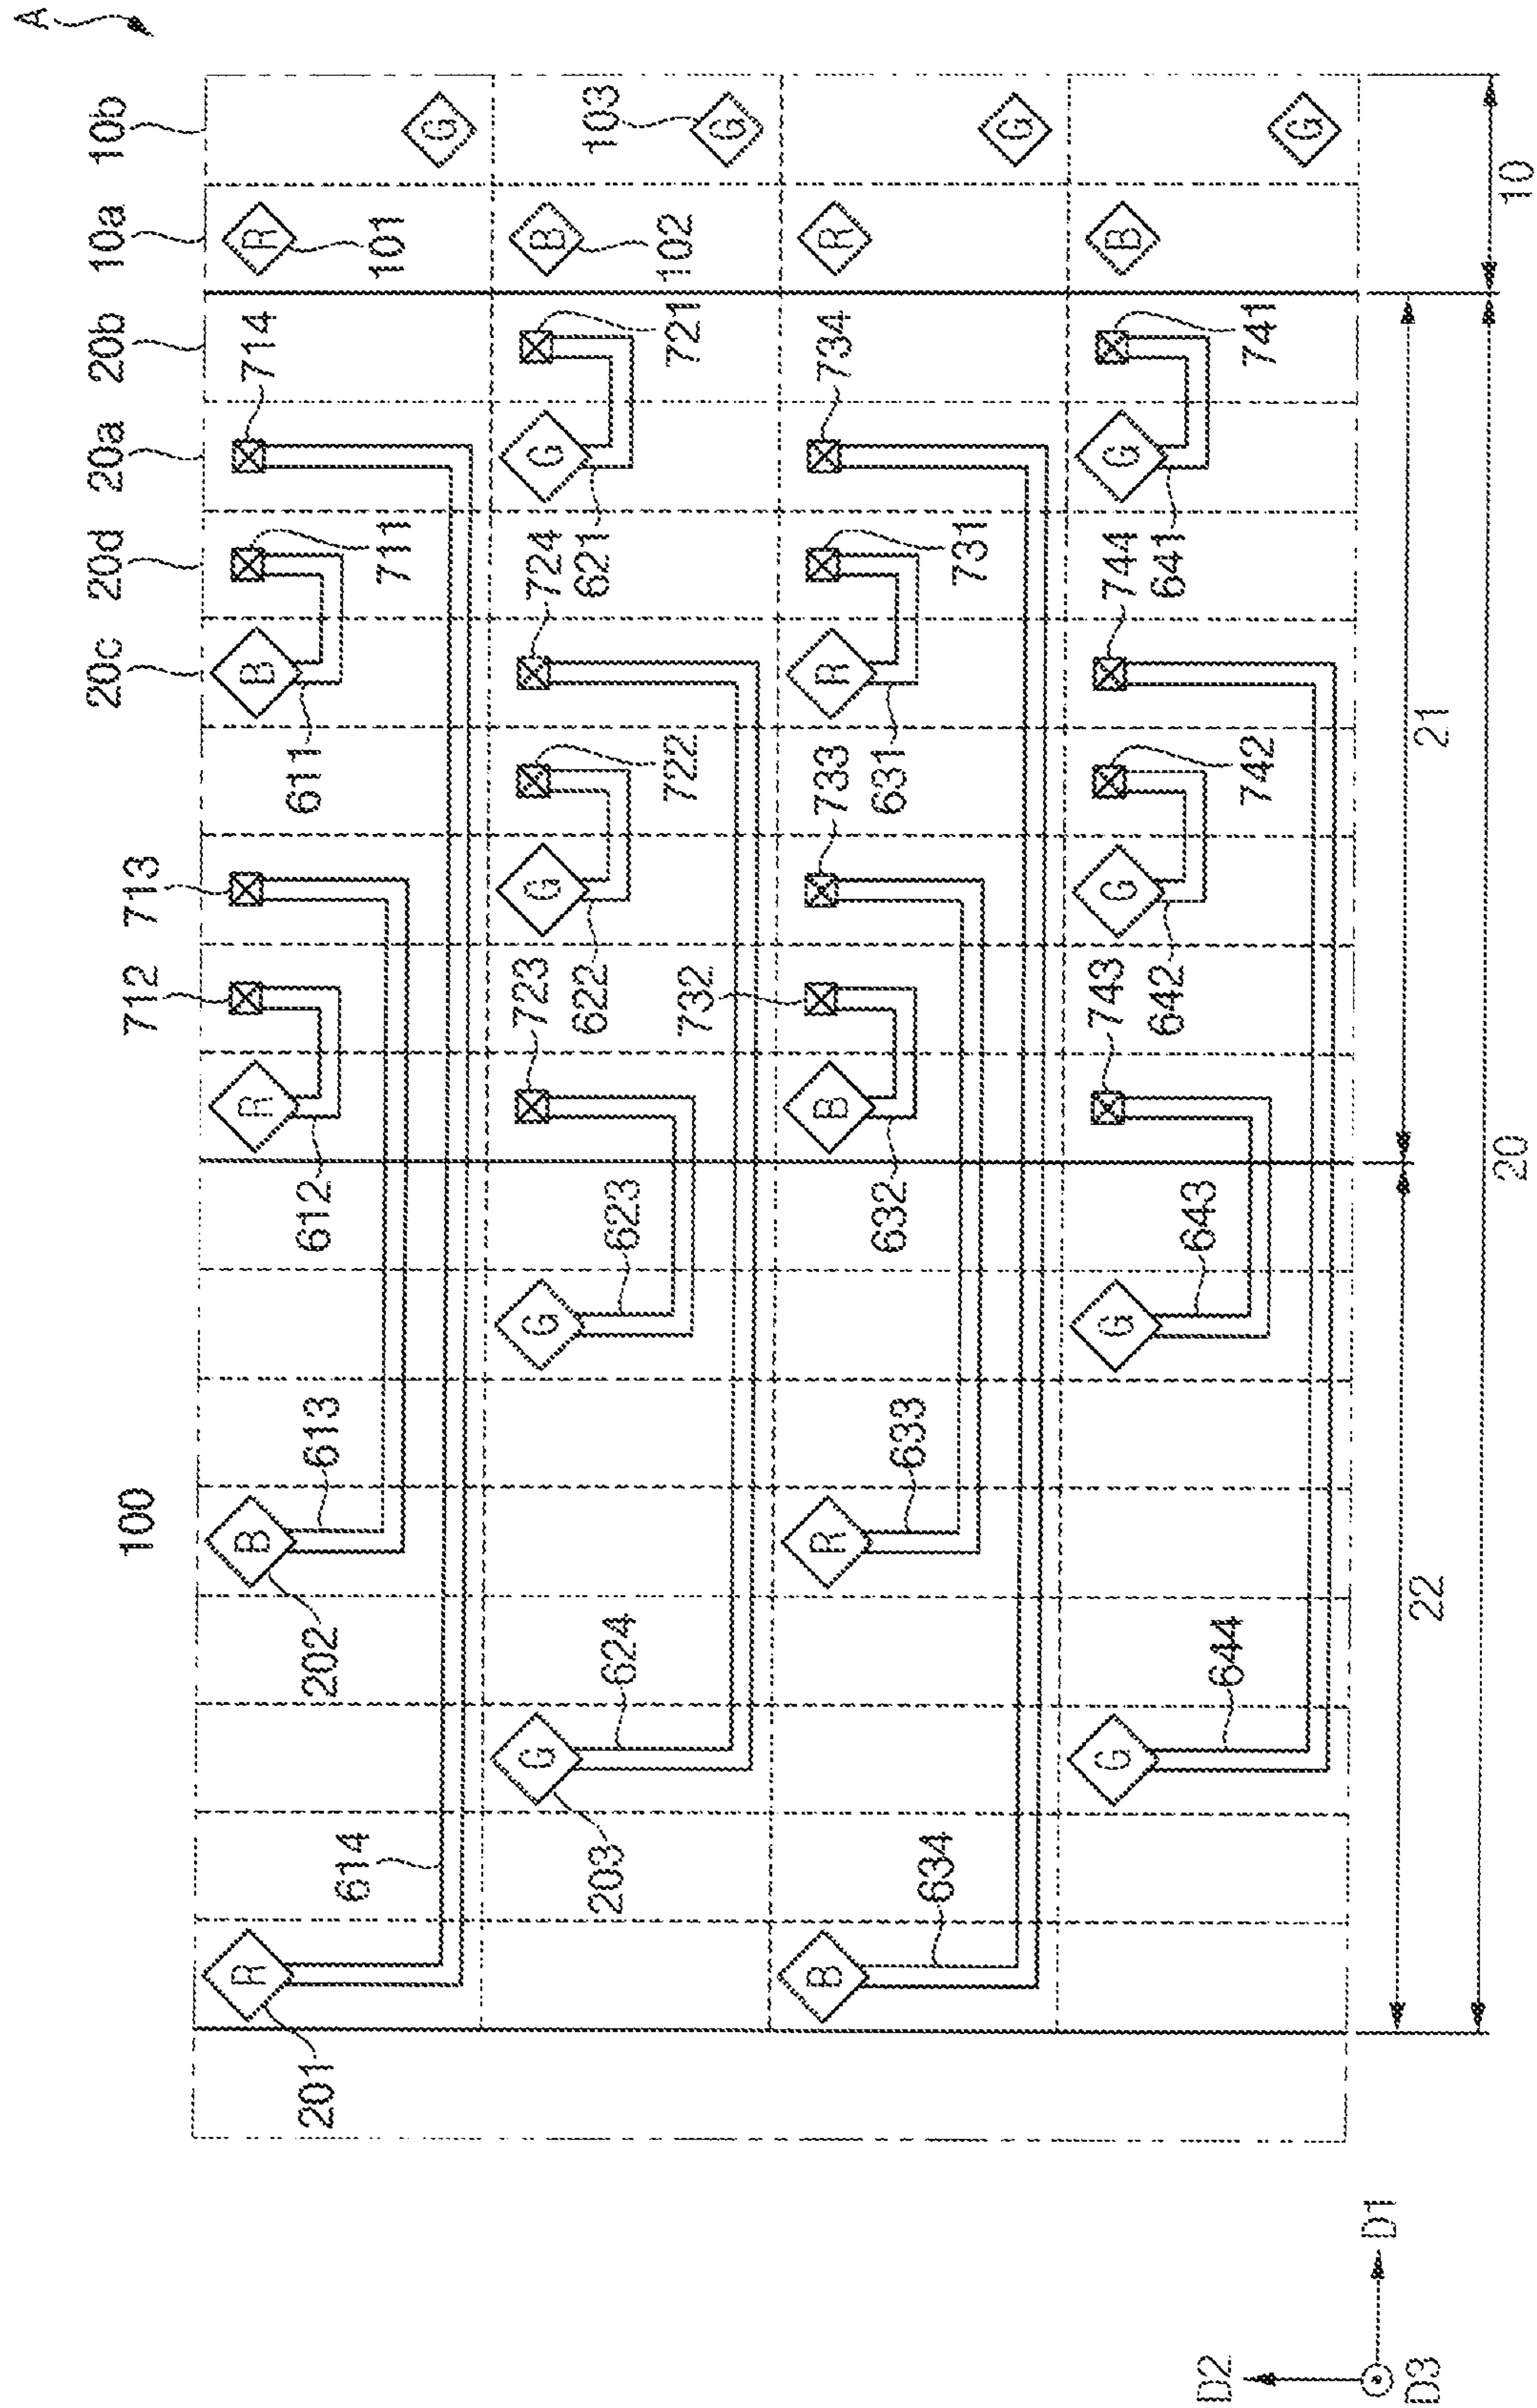 A
20c 20d 20a 20b 10a 10b
100 712 713
R B R B 714 R
201 202 613 612 611
614 711 101
G
G G 723 G 724 G B
203 624 623 622 621 103
732 722 721 102
G
B R B 733 R 734 R
634 633 632 631 731
G
G G 743 G 744 G B
644 643 642 641
742 741
G
D2
D1
D3
22 21
20 10